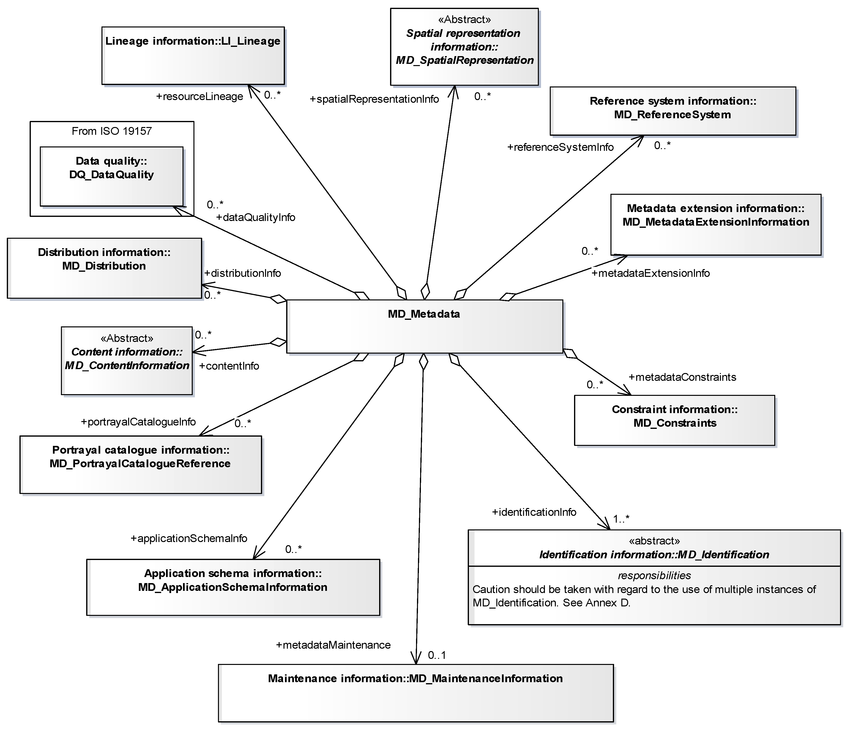 «Abstract»
Spatial representation
information::
MD_SpatialRepresentation
Lineage information::LI_Lineage
+resourceLineage
0..*
+spatialRepresentationInfo
0..*
Reference system information::
MD_ReferenceSystem
+referenceSystemInfo
0..*
From ISO 19157
Data quality::
DQ_DataQuality
0..*
+dataQualityInfo
Metadata extension information::
MD_MetadataExtensionInformation
0..*
+metadataExtensionInfo
Distribution information::
MD_Distribution
+distributionInfo
0..*
MD_Metadata
«Abstract»
Content information::
MD_ContentInformation
0..*
+contentInfo
+metadataConstraints
0..*
Constraint information::
MD_Constraints
+portrayalCatalogueInfo
0..*
Portrayal catalogue information::
MD_PortrayalCatalogueReference
+identificationInfo
1..*
«abstract»
Identification information::MD_Identification
responsibilities
Caution should be taken with regard to the use of multiple instances of
MD_Identification. See Annex D.
+applicationSchemaInfo
0..*
Application schema information::
MD_ApplicationSchemaInformation
+metadataMaintenance
0..1
Maintenance information::MD_MaintenanceInformation